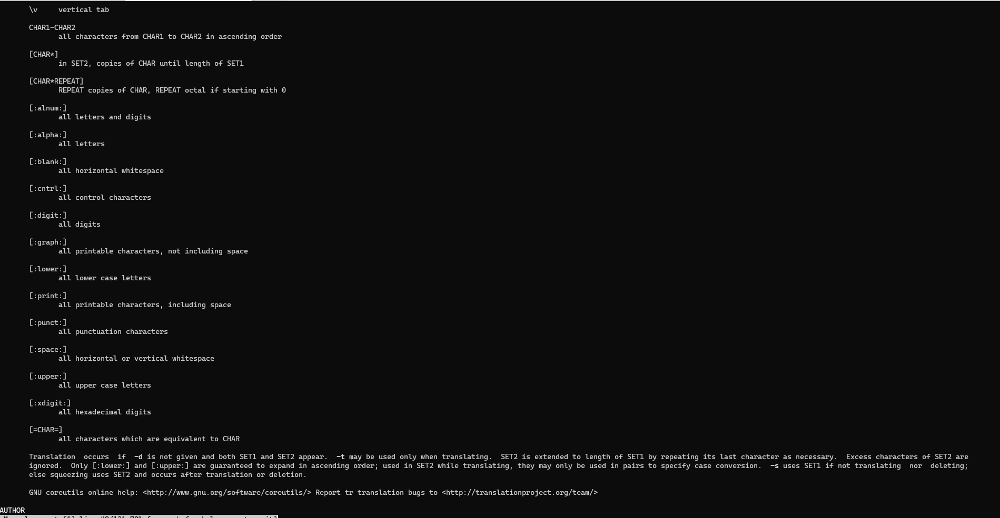 \v     vertical tab
CHAR1-CHAR2
all characters from CHAR1 to CHAR2 in ascending order
[CHAR*]
in SET2, copies of CHAR until length of SET1
[CHAR*REPEAT]
REPEAT copies of CHAR, REPEAT octal if starting with 0
[:alnum:]
all letters and digits
[:alpha:]
all letters
[:blank:]
all horizontal whitespace
[:cntrl:]
all control characters
[:digit:]
all digits
[:graph:]
all printable characters, not including space
[:lower:]
all lower case letters
[:print:]
all printable characters, including space
[:punct:]
all punctuation characters
[:space:]
all horizontal or vertical whitespace
[:upper:]
all upper case letters
[:xdigit:]
all hexadecimal digits
[=CHAR=]
all characters which are equivalent to CHAR
Translation  occurs  if  -d is not given and both SET1 and SET2 appear.  -t may be used only when translating.  SET2 is extended to length of SET1 by repeating its last character as necessary.  Excess characters of SET2 are
ignored.  Only [:lower:] and [:upper:] are guaranteed to expand in ascending order; used in SET2 while translating, they may only be used in pairs to specify case conversion.  -s uses SET1 if not translating  nor  deleting;
else squeezing uses SET2 and occurs after translation or deletion.
GNU coreutils online help: <http://www.gnu.org/software/coreutils/> Report tr translation bugs to <http://translationproject.org/team/>
AUTHOR